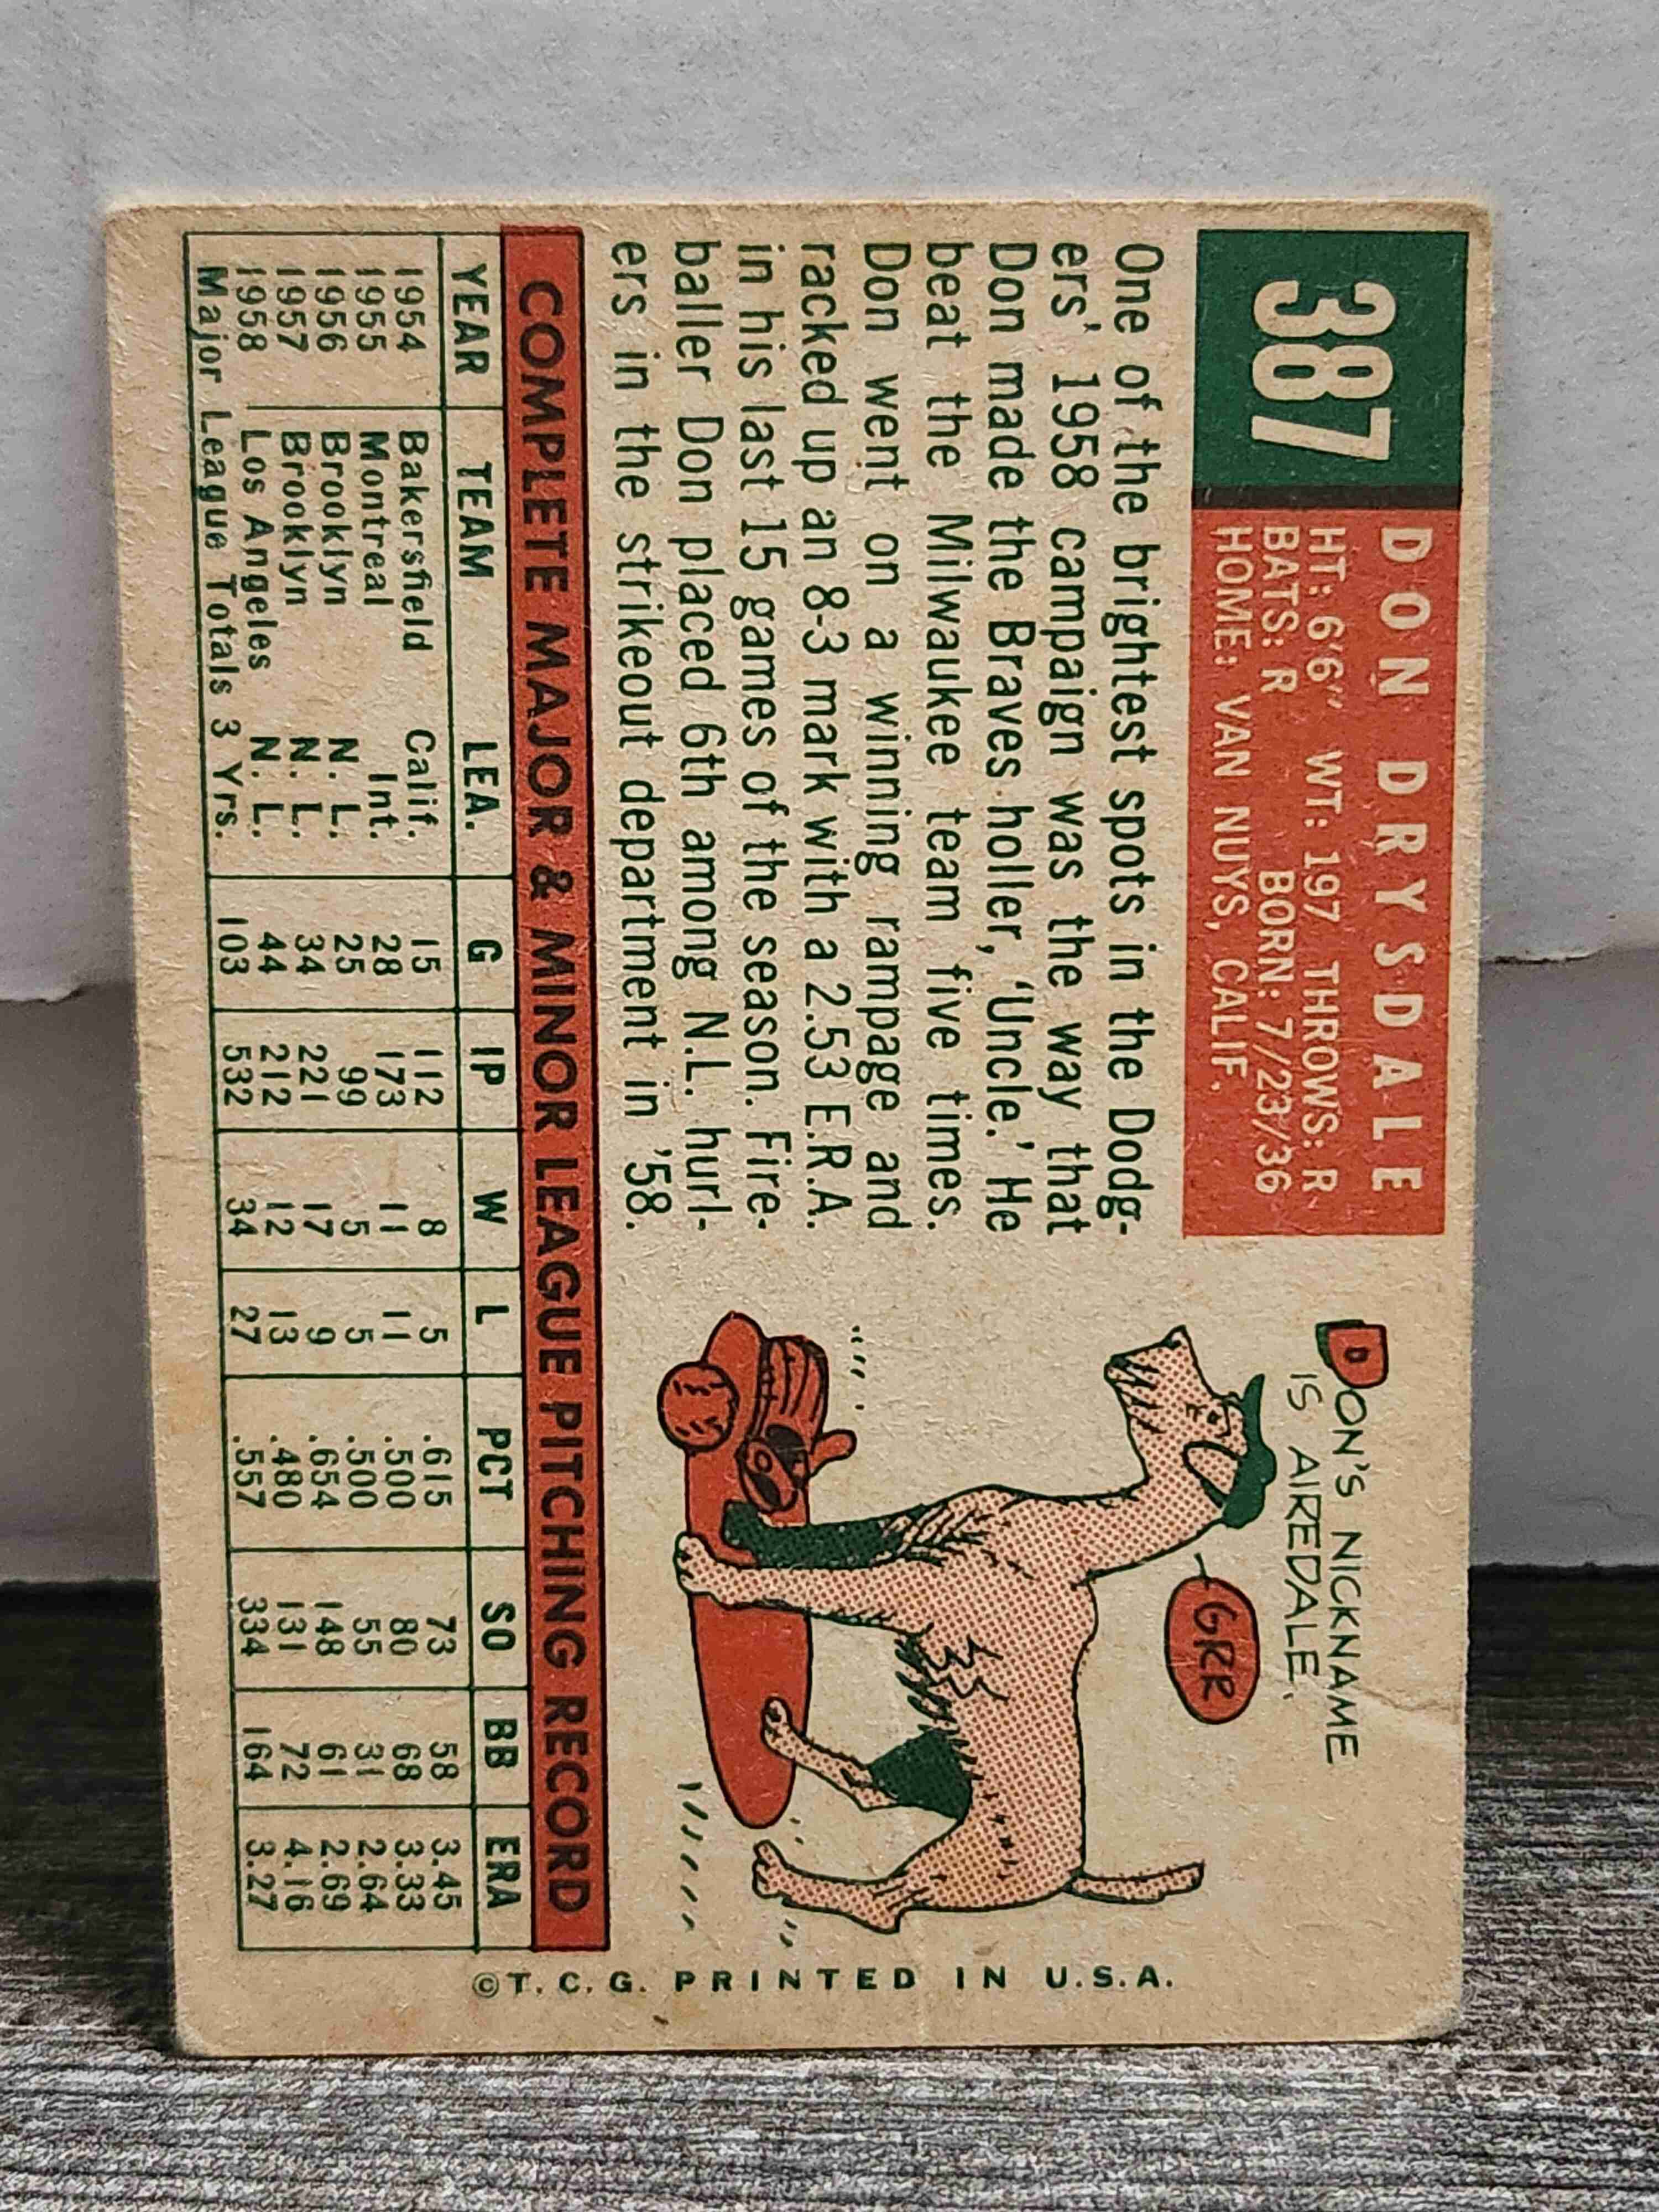 387
DON DRYSDALE
HT: 6'6" WT: 197 THROWS: R
BATS: R BORN: 7/23/36
HOME: VAN NUYS, CALIF.
One of the brightest spots in the Dodg-
ers' 1958 campaign was the way that
Don made the Braves holler, 'Uncle.' He
beat the Milwaukee team five times.
Don went on a winning rampage and
racked up an 8-3 mark with a 2.53 E.R.A.
in his last 15 games of the season. Fire-
baller Don placed 6th among N.L. hurl-
ers in the strikeout department in '58.
DON'S NICKNAME
IS AIREDALE.
GRR
D
COMPLETE MAJOR & MINOR LEAGUE PITCHING RECORD
YEAR TEAM LEA. G IP W L PCT SO BB ERA
1954 Bakersfield Calif. 15 112 8 5 .615 73 58 3.45
1955 Montreal Int. 28 173 11 11 .500 80 68 3.33
1956 Brooklyn N. L. 25 99 5 5 .500 55 31 2.64
1957 Brooklyn N. L. 34 221 17 9 .654 148 61 2.69
1958 Los Angeles N. L. 44 212 12 13 .480 131 72 4.16
Major League Totals 3 Yrs. 103 532 34 27 .557 334 164 3.27
©T. C. G. PRINTED IN U.S.A.